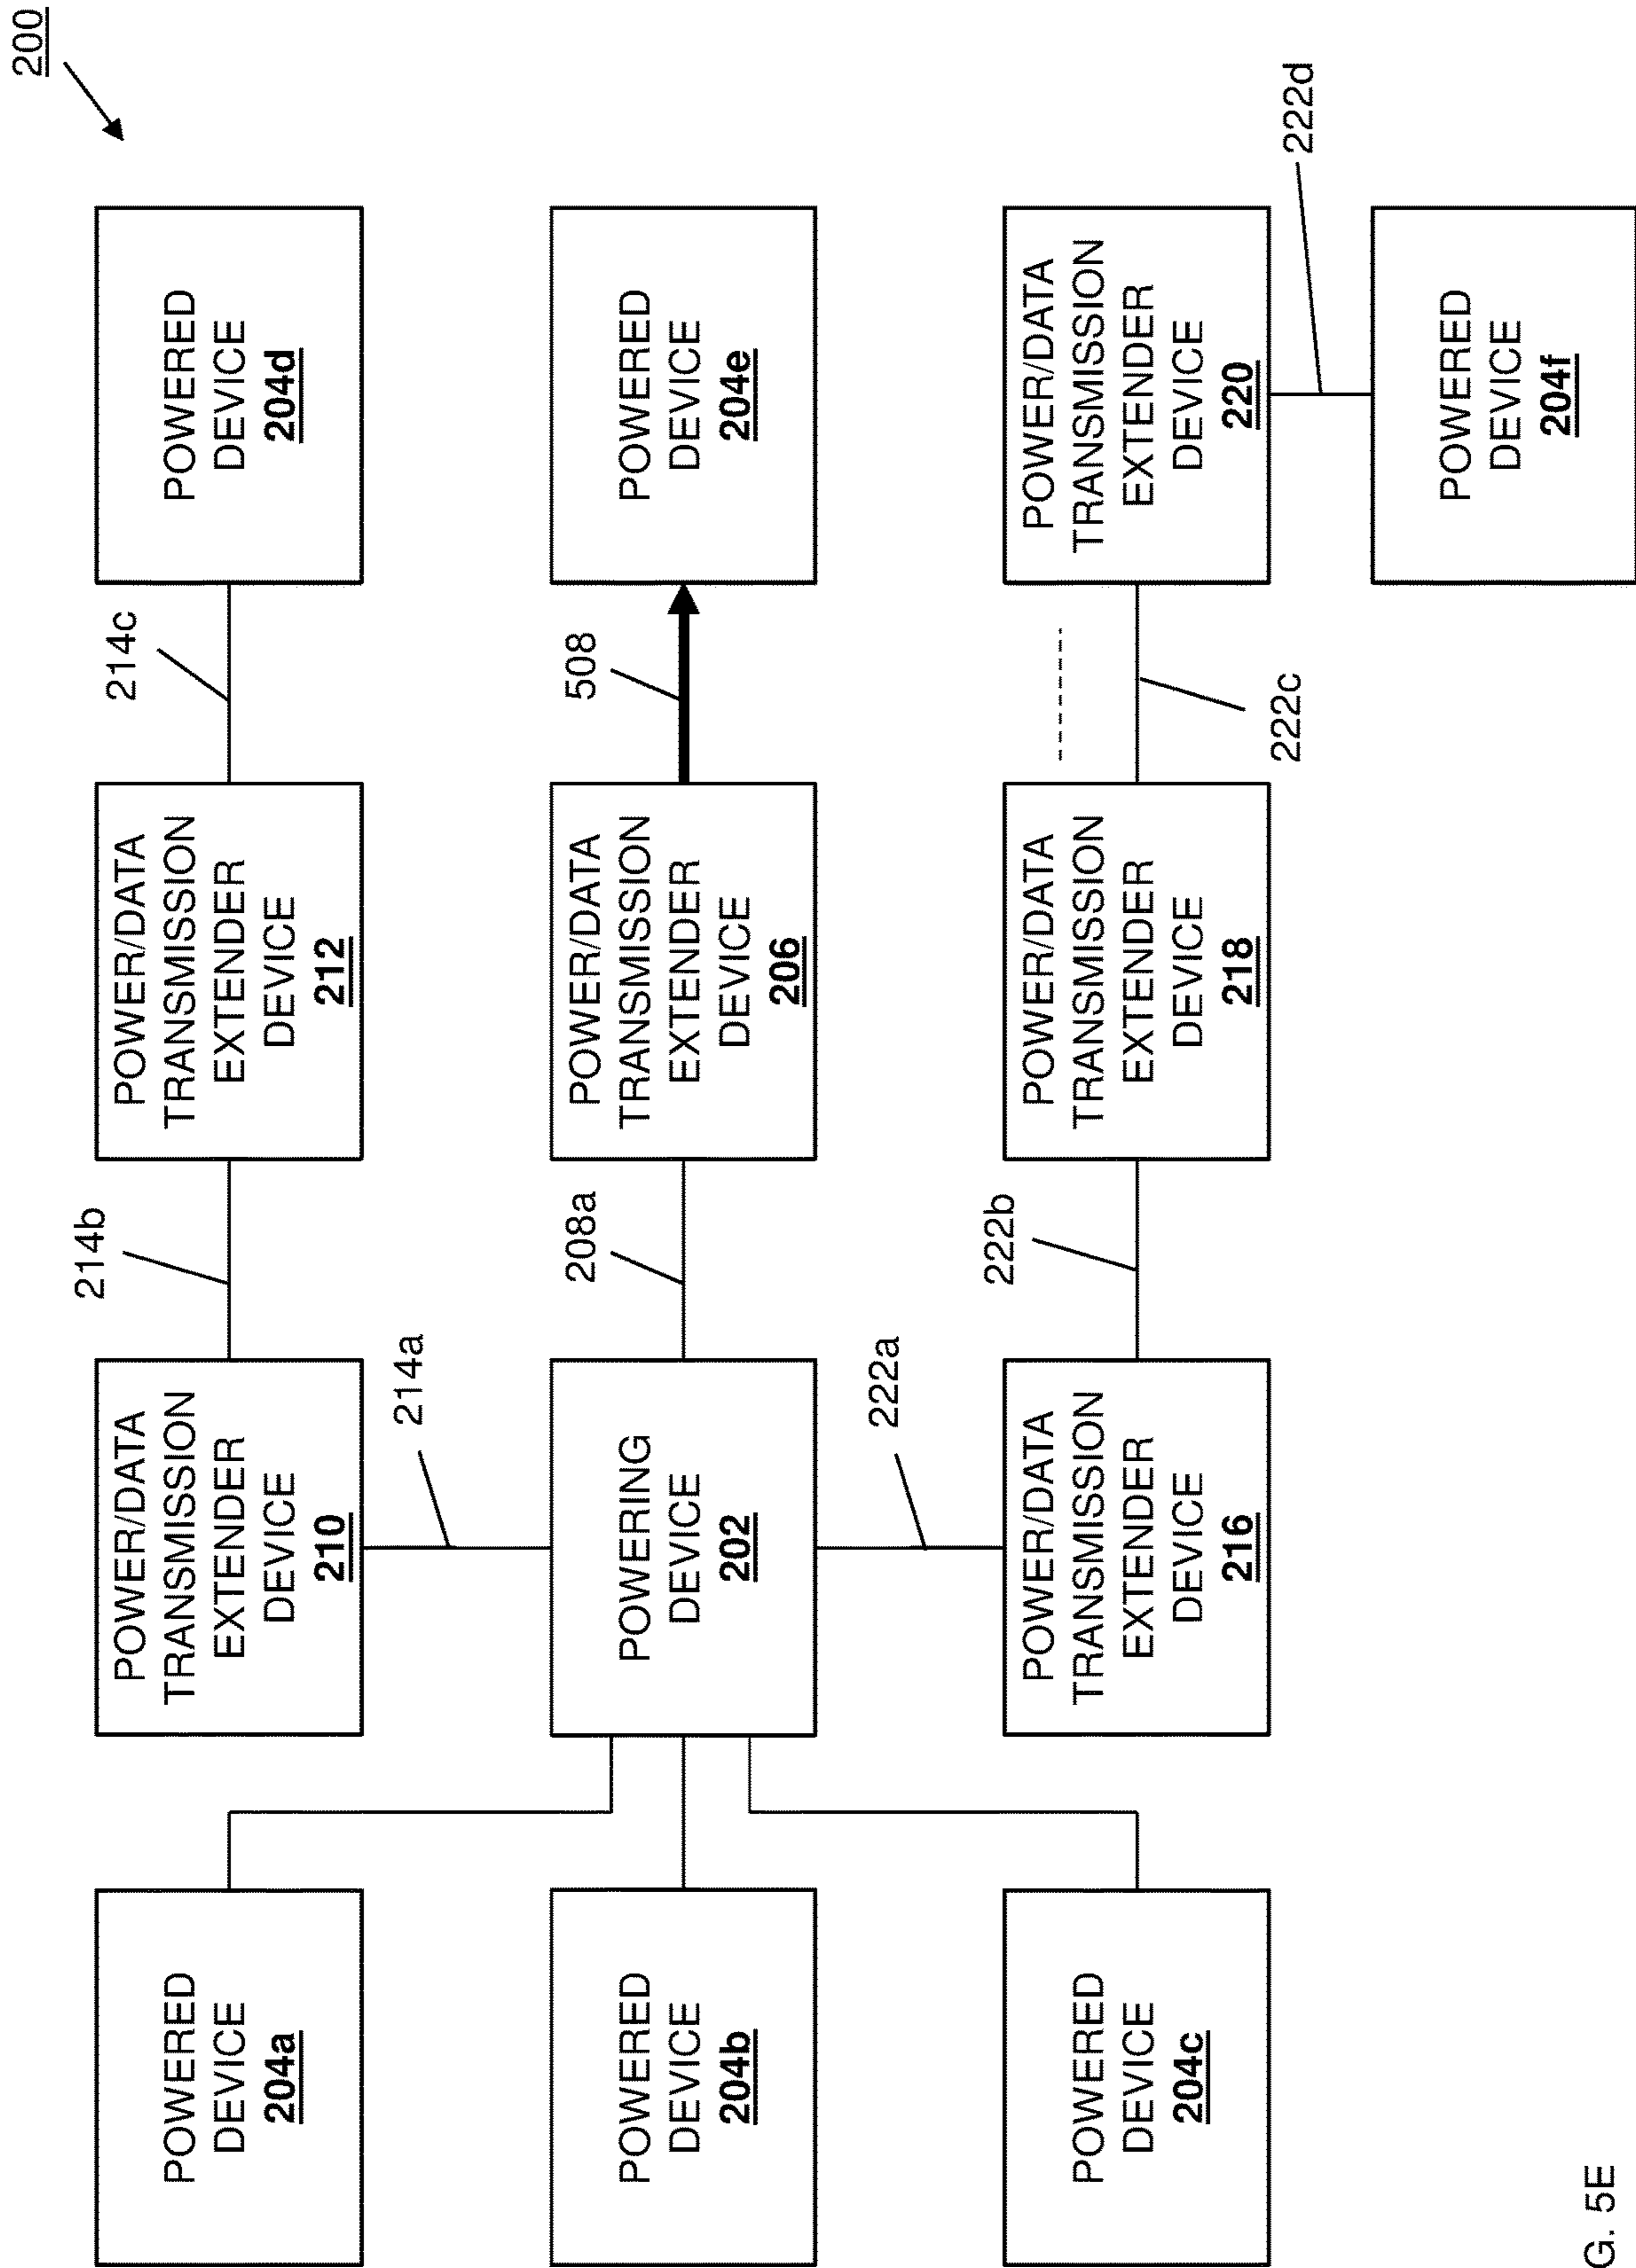 200
POWERED
DEVICE
204a
POWER/DATA
TRANSMISSION
EXTENDER
DEVICE
210
214b
POWER/DATA
TRANSMISSION
EXTENDER
DEVICE
212
214c
POWERED
DEVICE
204d
214a
POWERED
DEVICE
204b
POWERING
DEVICE
202
208a
POWER/DATA
TRANSMISSION
EXTENDER
DEVICE
206
508
POWERED
DEVICE
204e
222a
POWERED
DEVICE
204c
POWER/DATA
TRANSMISSION
EXTENDER
DEVICE
216
222b
POWER/DATA
TRANSMISSION
EXTENDER
DEVICE
218
222c
POWER/DATA
TRANSMISSION
EXTENDER
DEVICE
220
222d
POWERED
DEVICE
204f
G. 5E